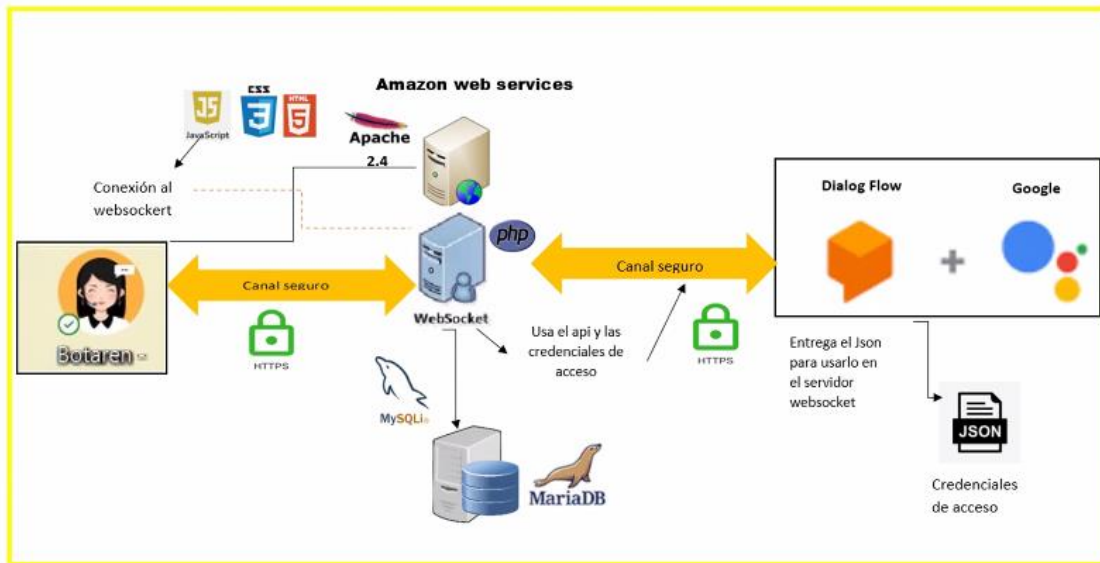 Amazon web services
JS
JavaScript
CSS
3
HTML
5
Apache
2.4
Conexión al
websockert
php
Dialog Flow
Google
Canal seguro
Canal seguro
Botaren
HTTPS
WebSocket
Usa el api y las
credenciales de
acceso
HTTPS
Entrega el Json
para usarlo en
el servidor
websocket
MySQLi
JSON
MariaDB
Credenciales
de acceso